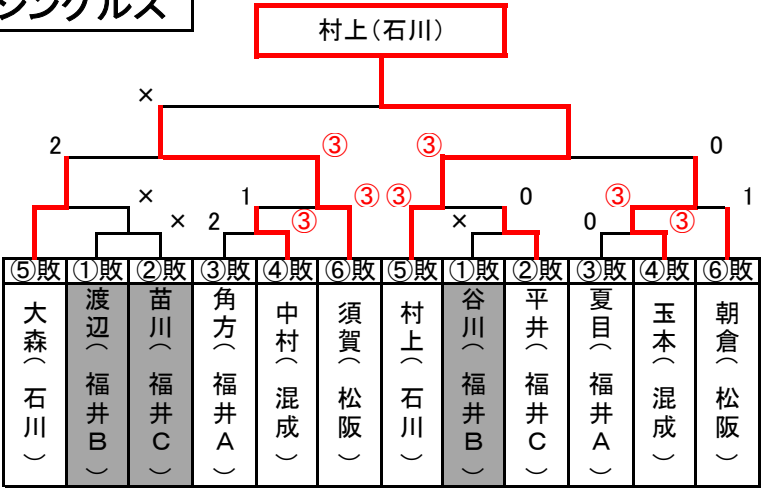 シングルス
村上(石川)
×
2 ③ ③ 0
× 1 ③ ③ 0 ③ 1
× 2 ③ × 0 ③
⑤敗 ①敗 ②敗 ③敗 ④敗 ⑥敗 ⑤敗 ①敗 ②敗 ③敗 ④敗 ⑥敗
大森(石川)
渡辺(福井B)
苗川(福井C)
角方(福井A)
中村(混成)
須賀(松阪)
村上(石川)
谷川(福井B)
平井(福井C)
夏目(福井A)
玉本(混成)
朝倉(松阪)